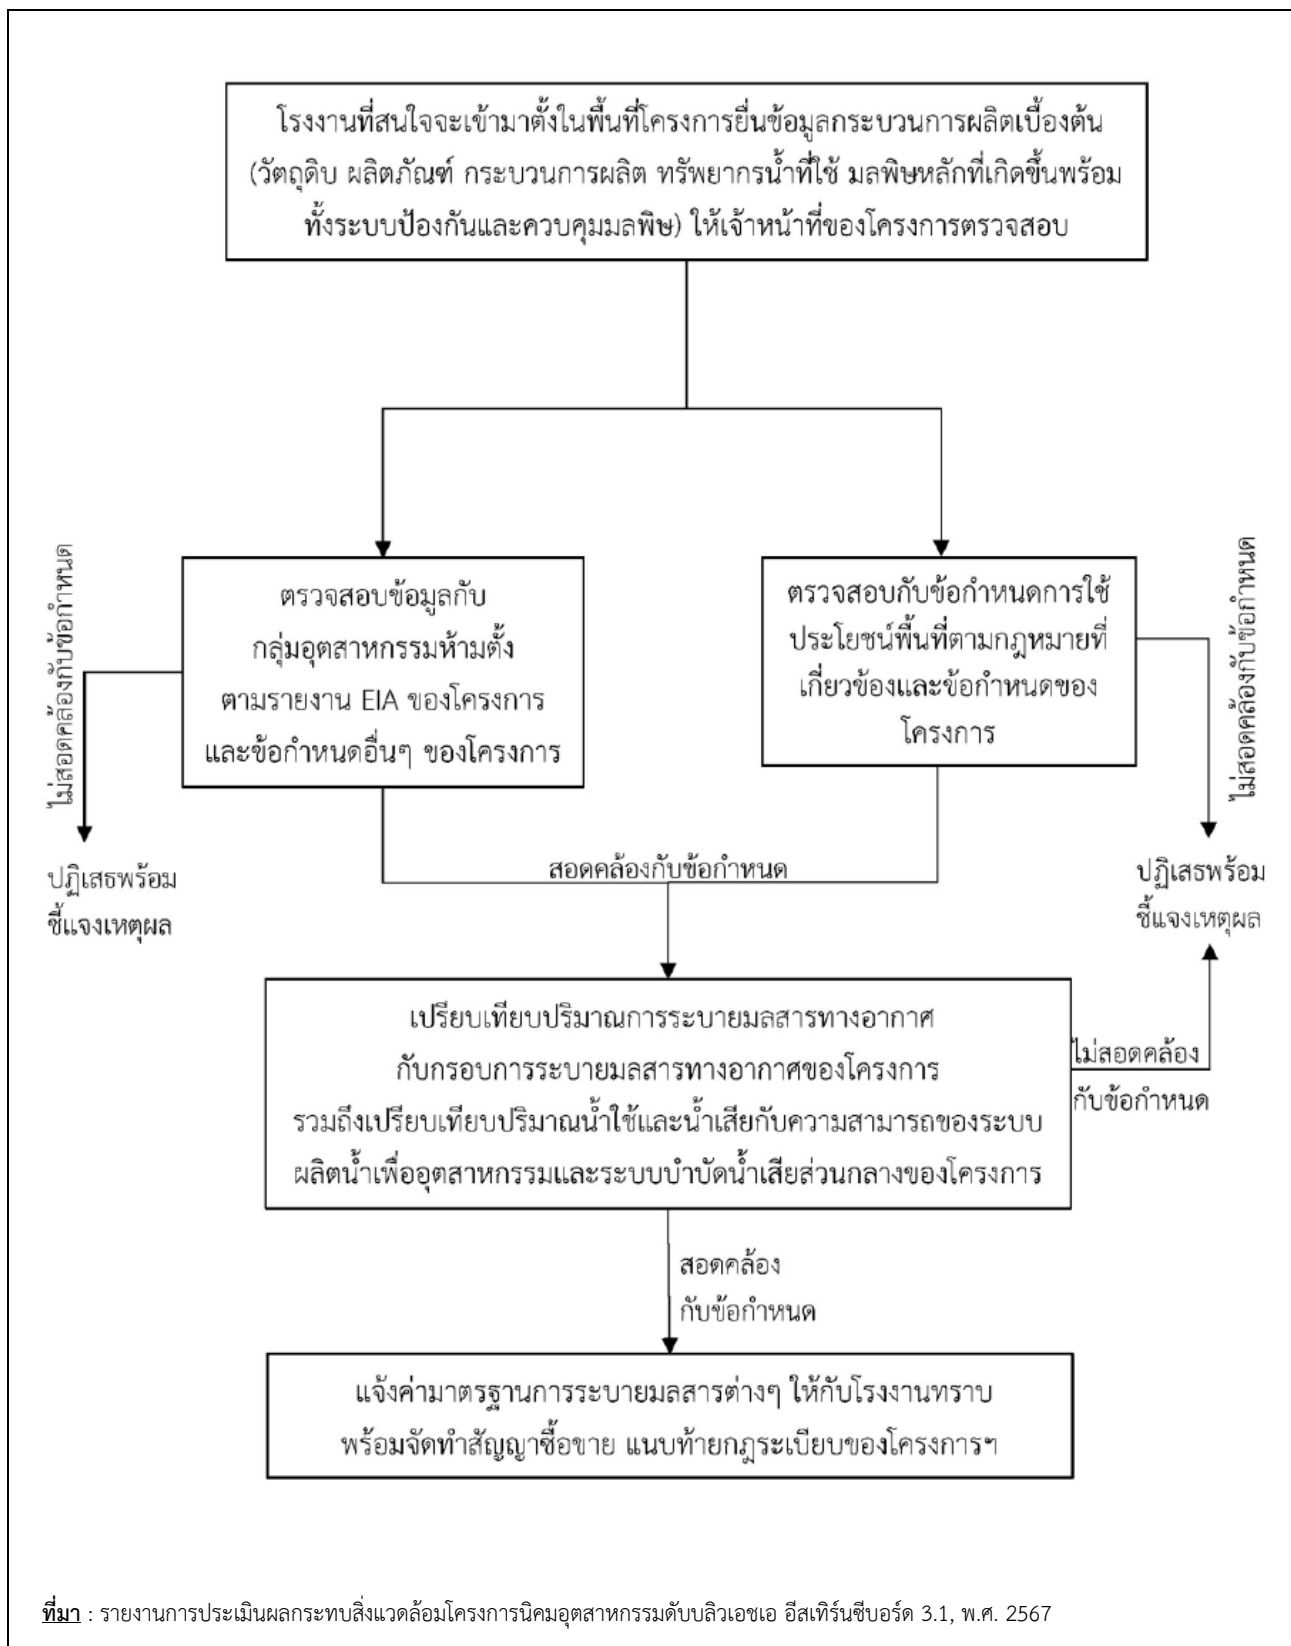 โรงงานที่สนใจจะเข้ามาตั้งในพื้นที่โครงการยื่นข้อมูลกระบวนการผลิตเบื้องต้น
(วัตถุดิบ ผลิตภัณฑ์ กระบวนการผลิต ทรัพยากรน้ำที่ใช้ มลพิษหลักที่เกิดขึ้นพร้อม
ทั้งระบบป้องกันและควบคุมมลพิษ) ให้เจ้าหน้าที่ของโครงการตรวจสอบ
ไม่สอดคล้องกับข้อกำหนด
ตรวจสอบข้อมูลกับ
กลุ่มอุตสาหกรรมห้ามตั้ง
ตามรายงาน EIA ของโครงการ
และข้อกำหนดอื่นๆ ของโครงการ
ตรวจสอบกับข้อกำหนดการใช้
ประโยชน์พื้นที่ตามกฎหมายที่
เกี่ยวข้องและข้อกำหนดของ
โครงการ
ไม่สอดคล้องกับข้อกำหนด
ปฏิเสธพร้อม
ชี้แจงเหตุผล
สอดคล้องกับข้อกำหนด
ปฏิเสธพร้อม
ชี้แจงเหตุผล
เปรียบเทียบปริมาณการระบายมลสารทางอากาศ
กับกรอบการระบายมลสารทางอากาศของโครงการ
รวมถึงเปรียบเทียบปริมาณน้ำใช้และน้ำเสียกับความสามารถของระบบ
ผลิตน้ำเพื่ออุตสาหกรรมและระบบบำบัดน้ำเสียส่วนกลางของโครงการ
ไม่สอดคล้อง
กับข้อกำหนด
สอดคล้อง
กับข้อกำหนด
แจ้งค่ามาตรฐานการระบายมลสารต่างๆ ให้กับโรงงานทราบ
พร้อมจัดทำสัญญาซื้อขาย แนบท้ายกฎระเบียบของโครงการฯ
ที่มา : รายงานการประเมินผลกระทบสิ่งแวดล้อมโครงการนิคมอุตสาหกรรมดับบลิวเอชเอ อีสเทิร์นซีบอร์ด 3.1, พ.ศ. 2567